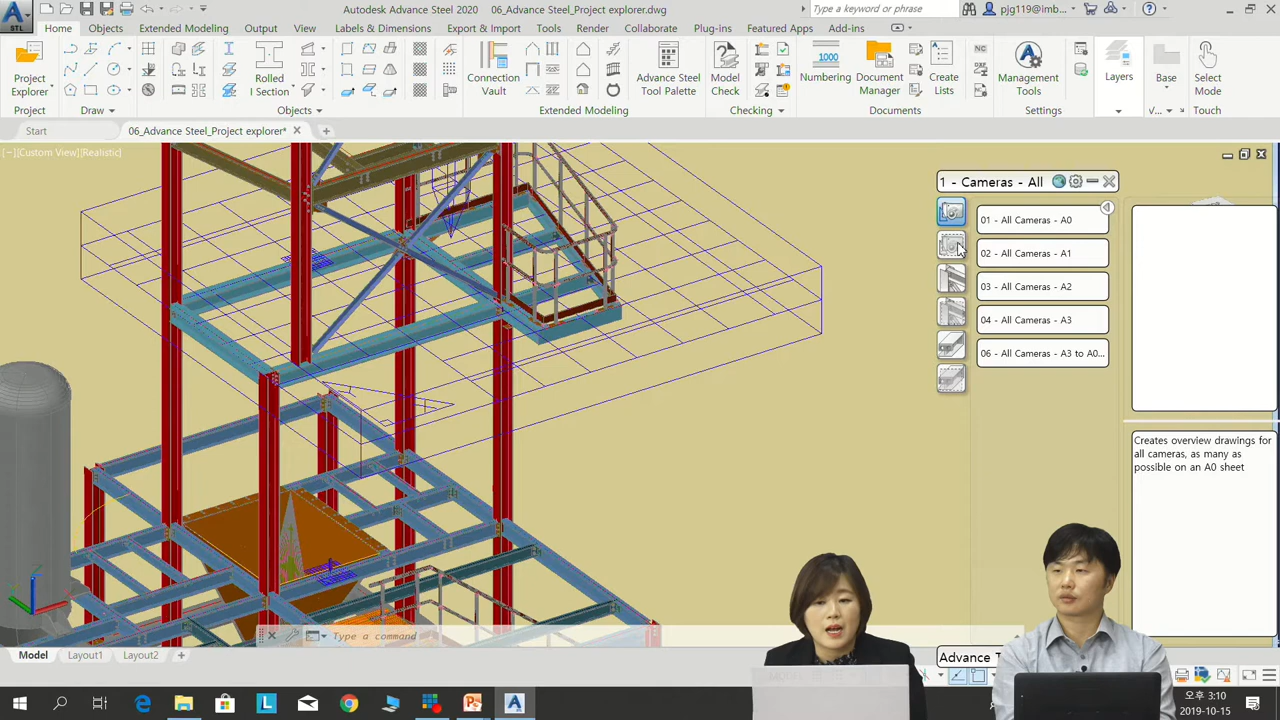 STL
Autodesk Advance Steel 2020
06_Advance Steel_Project explorer.dwg
Type a keyword or phrase
pjg119@lmb...
Home
Objects
Extended Modeling
Output
View
Labels & Dimensions
Export & Import
Tools
Render
Collaborate
Plug-ins
Featured Apps
Add-ins
Project Explorer
Rolled I Section
Connection Vault
Advance Steel Tool Palette
Model Check
1000
Numbering
Document Manager
Create Lists
NC
DXF
Management Tools
Layers
Base
Select Mode
Project
Draw
Objects
Extended Modeling
Checking
Documents
Settings
V...
Touch
Start
06_Advance Steel_Project explorer*
[−][Custom View][Realistic]
1 - Cameras - All
01 - All Cameras - A0
02 - All Cameras - A1
03 - All Cameras - A2
04 - All Cameras - A3
06 - All Cameras - A3 to A0...
Creates overview drawings for
all cameras, as many as
possible on an A0 sheet
Type a command
Advance T
Model
Layout1
Layout2
오후 3:10
2019-10-15